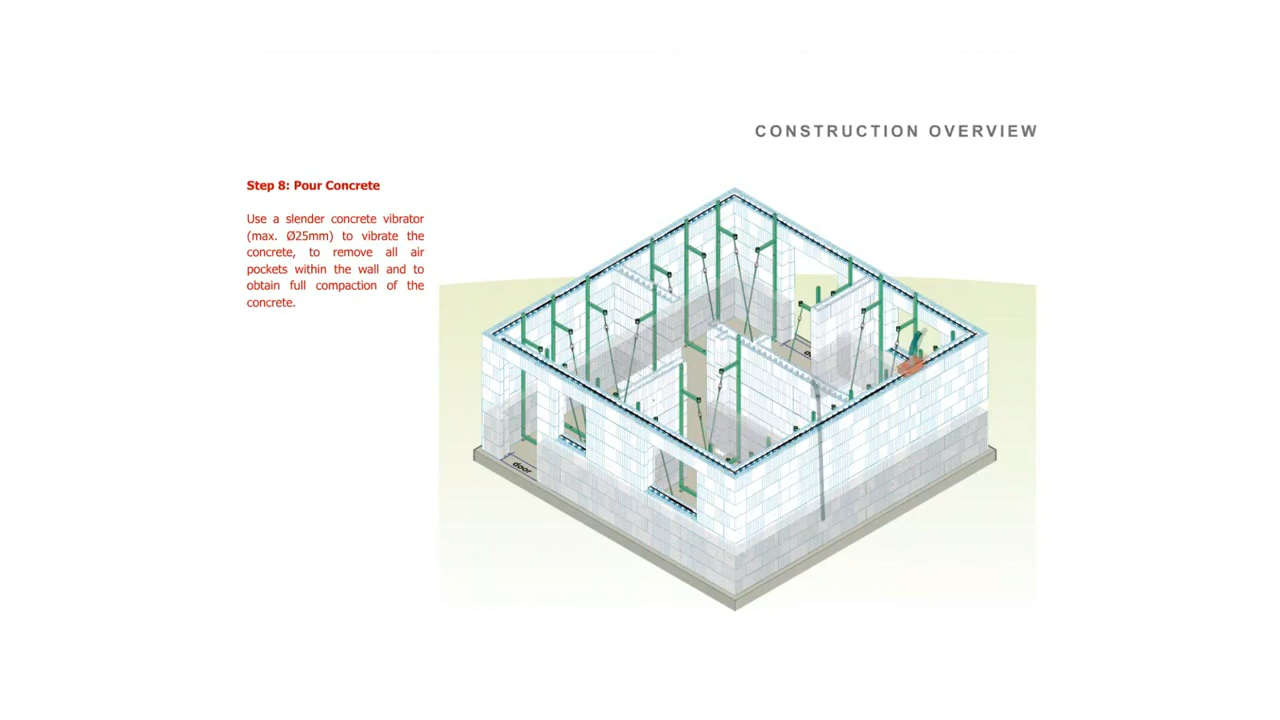 CONSTRUCTION OVERVIEW
Step 8: Pour Concrete
Use a slender concrete vibrator
(max. Ø25mm) to vibrate the
concrete, to remove all air
pockets within the wall and to
obtain full compaction of the
concrete.
door